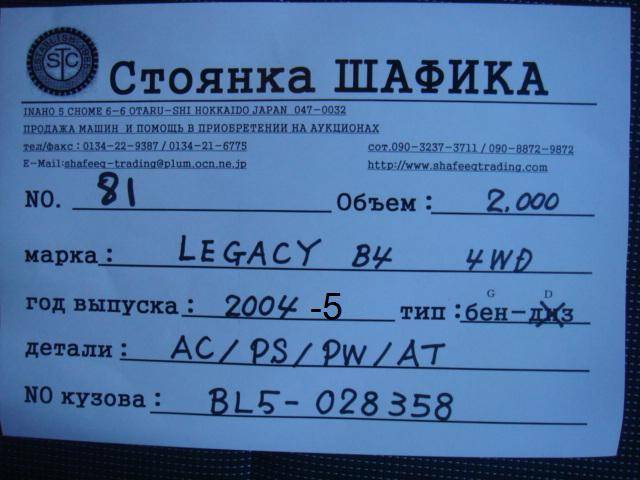 STC
Стоянка ШАФИКА
INAHO 5 CHOME 6-6 OTARU-SHI HOKKAIDO JAPAN 047-0032
ПРОДАЖА МАШИН И ПОМОЩЬ В ПРИОБРЕТЕНИИ НА АУКЦИОНАХ
тел/факс : 0134-22-9387 / 0134-21-6775 сот.090-3237-3711 / 090-8872-9872
E-Mail:shafeeq-trading@plum.ocn.ne.jp http://www.shafeeqtrading.com
NO. 81 Объем : 2,000
марка : LEGACY B4 4WD
G D
год выпуска : 2004 -5 тип : бен-диз
детали : AC/PS/PW/AT
NO кузова : BL5-028358